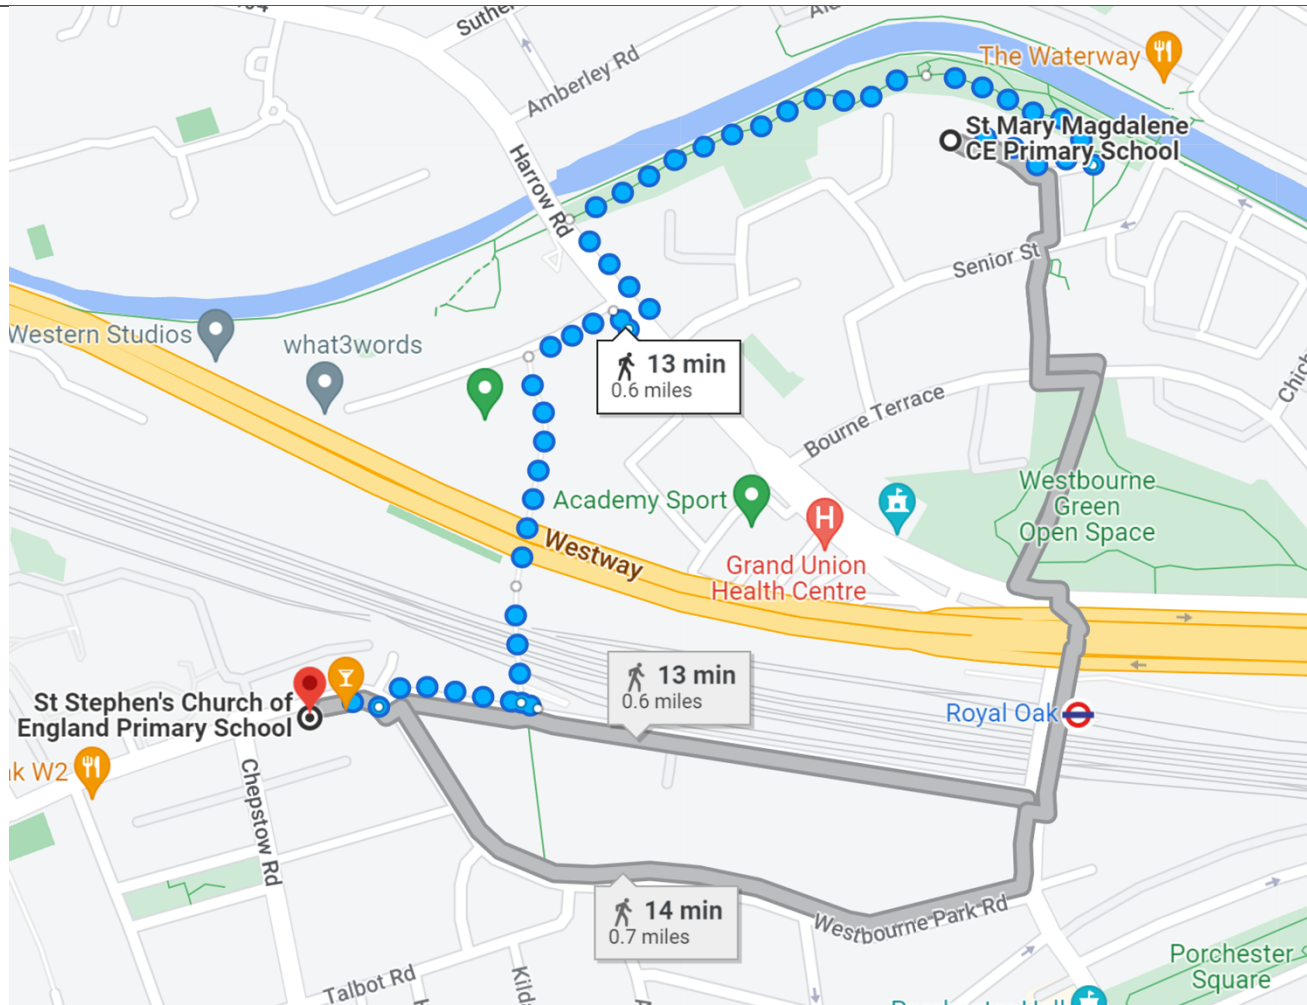 Amberley Rd
The Waterway
St Mary Magdalene
CE Primary School
Harrow Rd
Senior St
Western Studios
what3words
13 min
0.6 miles
Bourne Terrace
Academy Sport
Westbourne
Green
Open Space
Westway
Grand Union
Health Centre
H
13 min
0.6 miles
St Stephen's Church of
England Primary School
Royal Oak
W2
Chepstow Rd
14 min
0.7 miles
Westbourne Park Rd
Porchester
Square
Talbot Rd